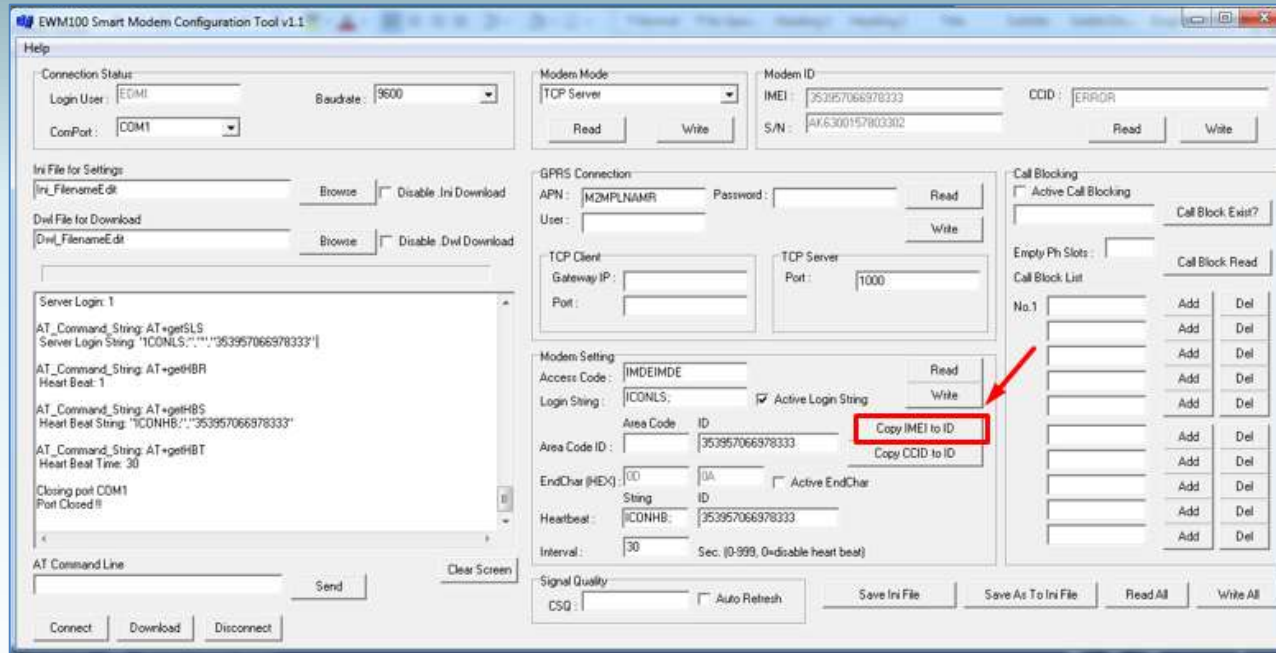 EWM100 Smart Modem Configuration Tool v1.1
Help
Connection Status
Login User : EDMI
Baudrate : 9600
ComPort : COM1
Ini File for Settings
Ini_FilenameEdit
Browse
Disable .Ini Download
Dwl File for Download
Dwl_FilenameEdit
Browse
Disable .Dwl Download
Server Login: 1
AT_Command_String: AT+getSLS
Server Login String: "ICONLS;","","353957066978333"
AT_Command_String: AT+getHBR
Heart Beat: 1
AT_Command_String: AT+getHBS
Heart Beat String: "ICONHB;","353957066978333"
AT_Command_String: AT+getHBT
Heart Beat Time: 30
Closing port COM1
Port Closed !!
AT Command Line
Send
Clear Screen
Connect
Download
Disconnect
Modem Mode
TCP Server
Read
Write
Modem ID
IMEI : 353957066978333
CCID : ERROR
S/N : AK6300157803302
Read
Write
GPRS Connection
APN : M2MPLNAMR
Password :
Read
User :
Write
TCP Client
Gateway IP :
Port :
TCP Server
Port : 1000
Modem Setting
Access Code : IMDEIMDE
Read
Login String : ICONLS;
Active Login String
Write
Area Code ID
Copy IMEI to ID
Area Code ID : 353957066978333
Copy CCID to ID
EndChar (HEX) : 0D 0A
Active EndChar
String ID
Heartbeat : ICONHB; 353957066978333
Interval : 30 Sec. (0-999, 0=disable heart beat)
Signal Quality
CSQ :
Auto Refresh
Call Blocking
Active Call Blocking
Call Block Exist?
Empty Ph Slots :
Call Block Read
Call Block List
No.1
Add Del
Add Del
Add Del
Add Del
Add Del
Add Del
Add Del
Add Del
Add Del
Add Del
Save Ini File
Save As To Ini File
Read All
Write All